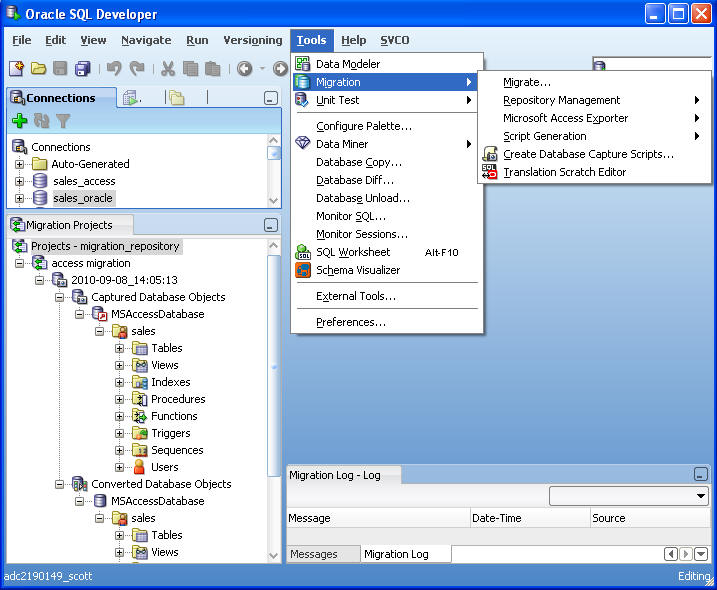 Oracle SQL Developer
File Edit View Navigate Run Versioning Tools Help SVCO
Data Modeler
Migration
Unit Test
Configure Palette...
Data Miner
Database Copy...
Database Diff...
Database Unload...
Monitor SQL...
Monitor Sessions...
SQL Worksheet Alt-F10
Schema Visualizer
External Tools...
Preferences...
Migrate...
Repository Management
Microsoft Access Exporter
Script Generation
Create Database Capture Scripts...
Translation Scratch Editor
Connections
Connections
Auto-Generated
sales_access
sales_oracle
Migration Projects
Projects - migration_repository
access migration
2010-09-08_14:05:13
Captured Database Objects
MSAccessDatabase
sales
Tables
Views
Indexes
Procedures
Functions
Triggers
Sequences
Users
Converted Database Objects
MSAccessDatabase
sales
Tables
Views
Migration Log - Log
Message Date-Time Source
Messages Migration Log
adc2190149_scott Editing